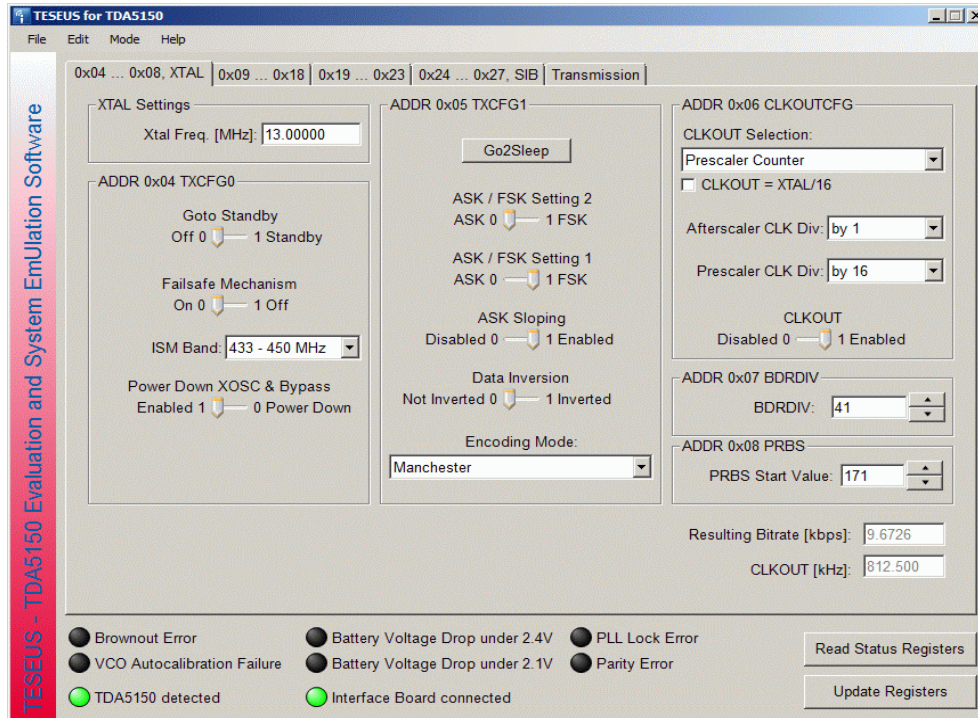 TESEUS for TDA5150
File Edit Mode Help
TESEUS - TDA5150 Evaluation and System EmUlation Software
0x04 ... 0x08, XTAL 0x09 ... 0x18 0x19 ... 0x23 0x24 ... 0x27, SIB Transmission
XTAL Settings
Xtal Freq. [MHz]: 13.00000
ADDR 0x04 TXCFG0
Goto Standby
Off 0 1 Standby
Failsafe Mechanism
On 0 1 Off
ISM Band: 433 - 450 MHz
Power Down XOSC & Bypass
Enabled 1 0 Power Down
ADDR 0x05 TXCFG1
Go2Sleep
ASK / FSK Setting 2
ASK 0 1 FSK
ASK / FSK Setting 1
ASK 0 1 FSK
ASK Sloping
Disabled 0 1 Enabled
Data Inversion
Not Inverted 0 1 Inverted
Encoding Mode:
Manchester
ADDR 0x06 CLKOUTCFG
CLKOUT Selection:
Prescaler Counter
CLKOUT = XTAL/16
Afterscaler CLK Div: by 1
Prescaler CLK Div: by 16
CLKOUT
Disabled 0 1 Enabled
ADDR 0x07 BDRDIV
BDRDIV: 41
ADDR 0x08 PRBS
PRBS Start Value: 171
Resulting Bitrate [kbps]: 9.6726
CLKOUT [kHz]: 812.500
Brownout Error Battery Voltage Drop under 2.4V PLL Lock Error
VCO Autocalibration Failure Battery Voltage Drop under 2.1V Parity Error
TDA5150 detected Interface Board connected
Read Status Registers
Update Registers